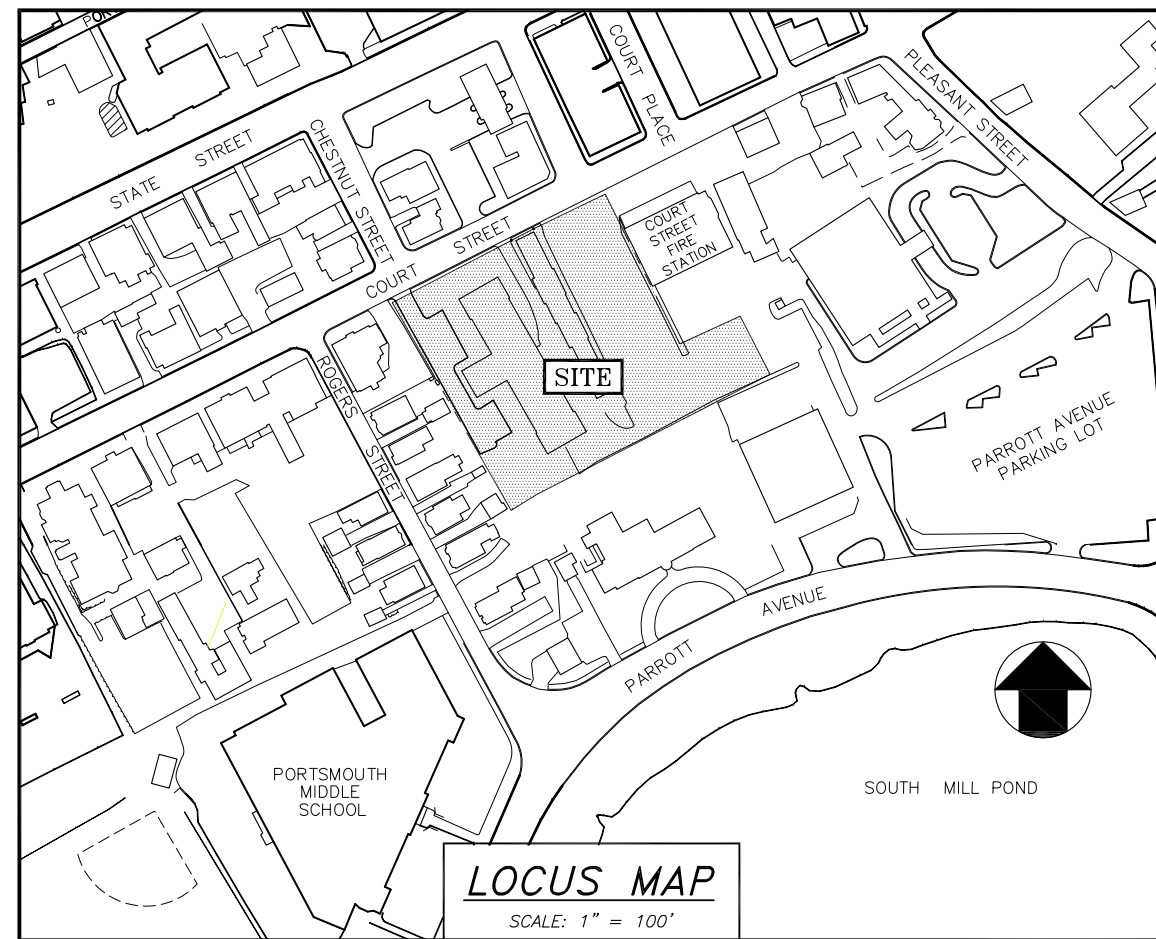 POR
STATE STREET
CHESTNUT STREET
COURT STREET
COURT PLACE
PLEASANT STREET
COURT
STREET
FIRE
STATION
SITE
ROGERS STREET
PARROTT AVENUE
PARKING LOT
PARROTT AVENUE
PORTSMOUTH
MIDDLE
SCHOOL
SOUTH MILL POND
LOCUS MAP
SCALE: 1" = 100'